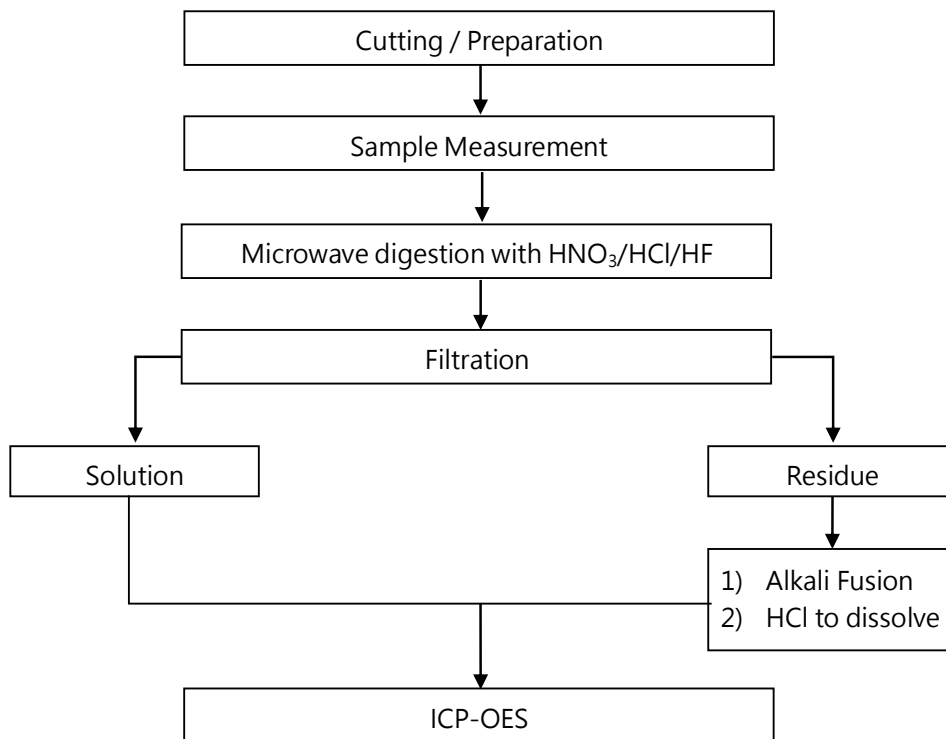 Cutting / Preparation
Sample Measurement
Microwave digestion with HNO₃/HCl/HF
Filtration
Solution
Residue
1) Alkali Fusion
2) HCl to dissolve
ICP-OES